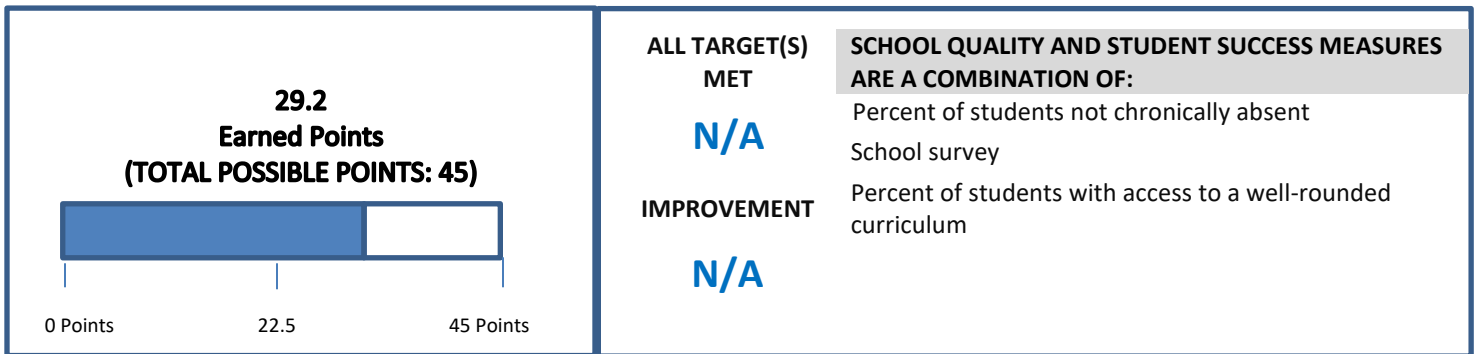 29.2
Earned Points
(TOTAL POSSIBLE POINTS: 45)
0 Points
22.5
45 Points
ALL TARGET(S)
MET
N/A
IMPROVEMENT
N/A
SCHOOL QUALITY AND STUDENT SUCCESS MEASURES
ARE A COMBINATION OF:
Percent of students not chronically absent
School survey
Percent of students with access to a well-rounded
curriculum